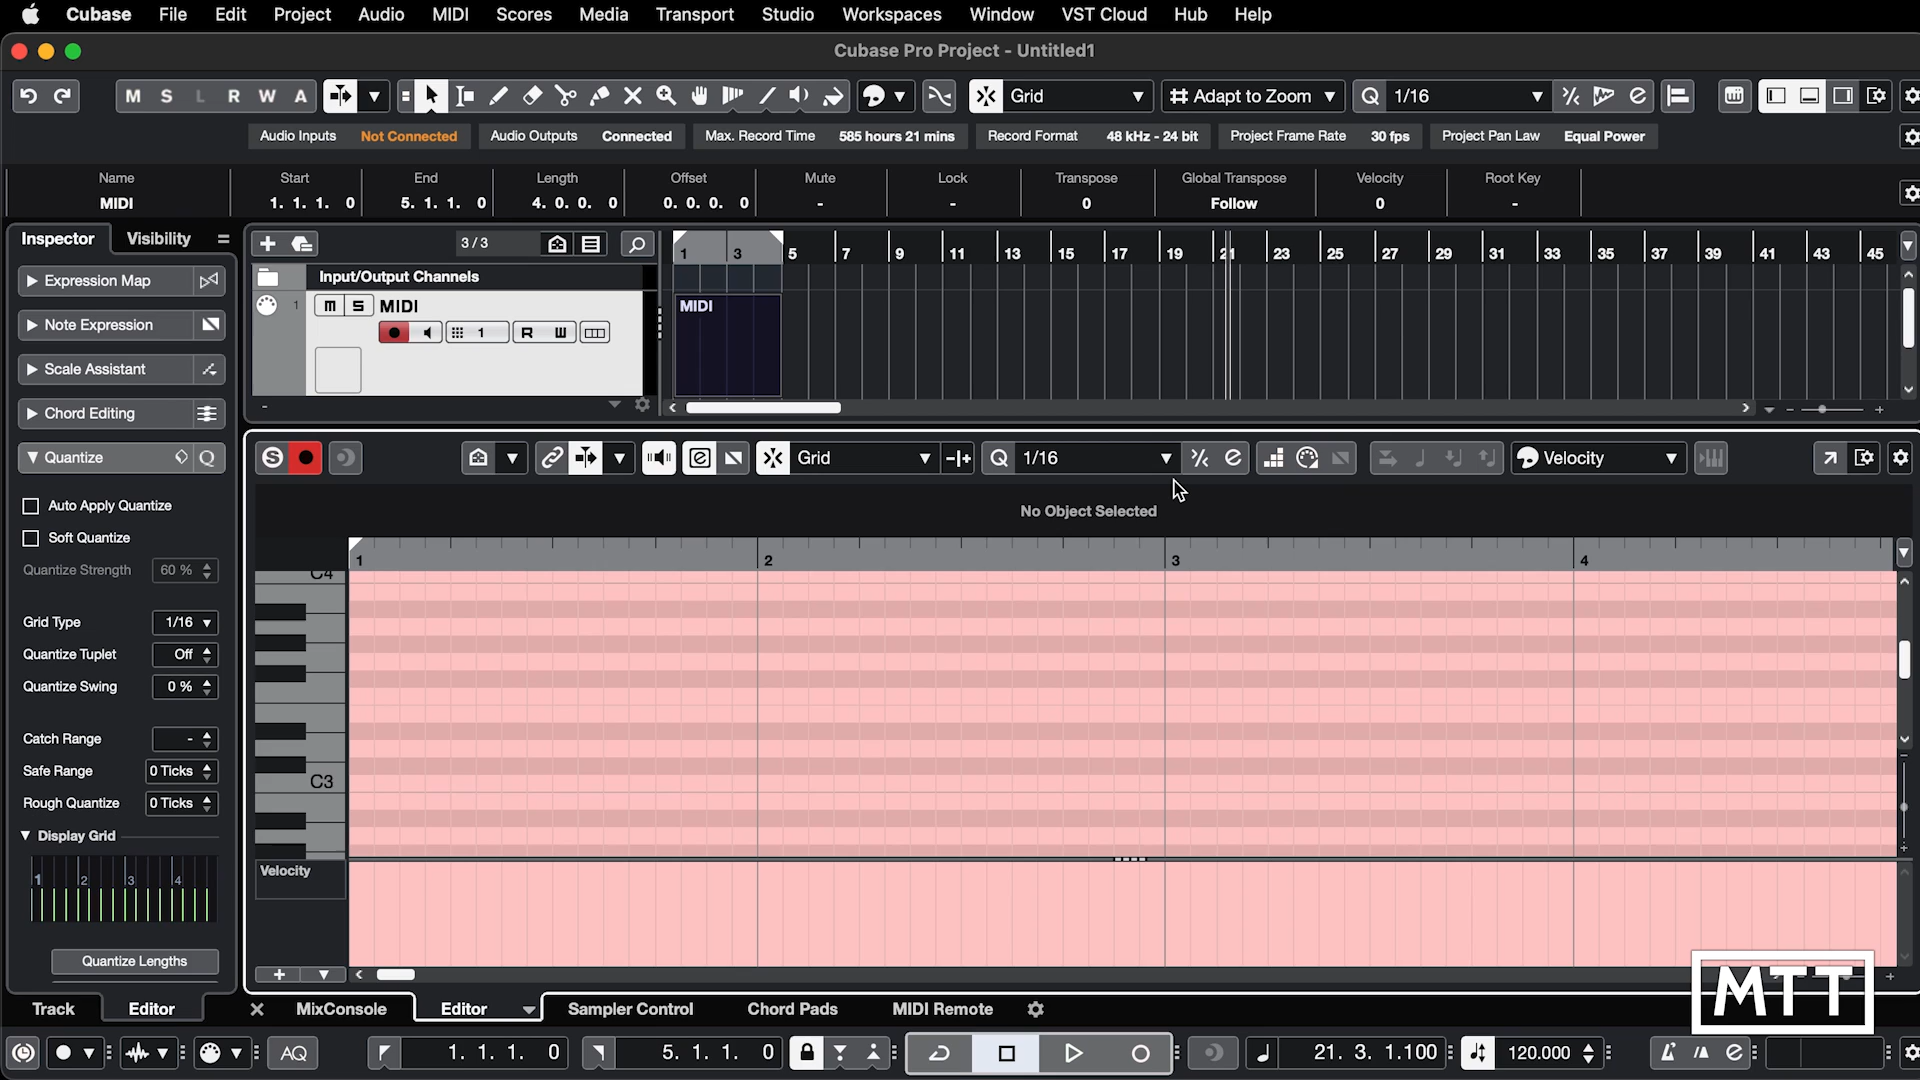 Cubase File Edit Project Audio MIDI Scores Media Transport Studio Workspaces Window VST Cloud Hub Help
Cubase Pro Project - Untitled1
M S L R W A Grid Adapt to Zoom 1/16
Audio Inputs Not Connected Audio Outputs Connected Max. Record Time 585 hours 21 mins Record Format 48 kHz - 24 bit Project Frame Rate 30 fps Project Pan Law Equal Power
Name Start End Length Offset Mute Lock Transpose Global Transpose Velocity Root Key
MIDI 1. 1. 1. 0 5. 1. 1. 0 4. 0. 0. 0 0. 0. 0. 0 - - 0 Follow 0 -
Inspector Visibility
3 / 3
1 3 5 7 9 11 13 15 17 19 21 23 25 27 29 31 33 35 37 39 41 43 45
Expression Map
Input/Output Channels
1 m S MIDI
MIDI
Note Expression
1 R W
Scale Assistant
Chord Editing
-
Quantize Q
S Grid Q 1/16 Velocity
Auto Apply Quantize
No Object Selected
Soft Quantize
Quantize Strength 60 %
1 2 3 4
C4
Grid Type 1/16
Quantize Tuplet Off
Quantize Swing 0 %
Catch Range -
Safe Range 0 Ticks
C3
Rough Quantize 0 Ticks
Display Grid
1 2 3 4
Velocity
Quantize Lengths
MTT
Track Editor MixConsole Editor Sampler Control Chord Pads MIDI Remote
AQ 1. 1. 1. 0 5. 1. 1. 0 21. 3. 1.100 120.000